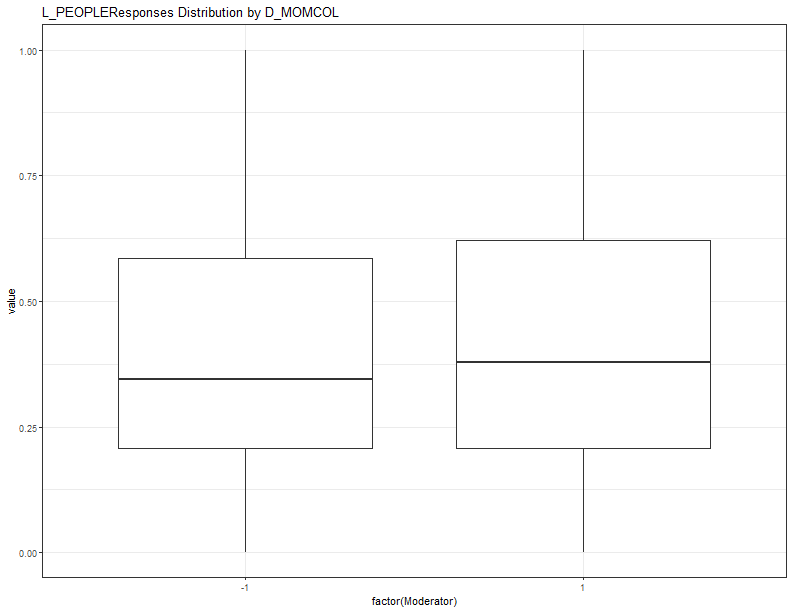 L_PEOPLEResponses Distribution by D_MOMCOL
1.00
0.75
0.50
0.25
0.00
value
-1
1
factor(Moderator)